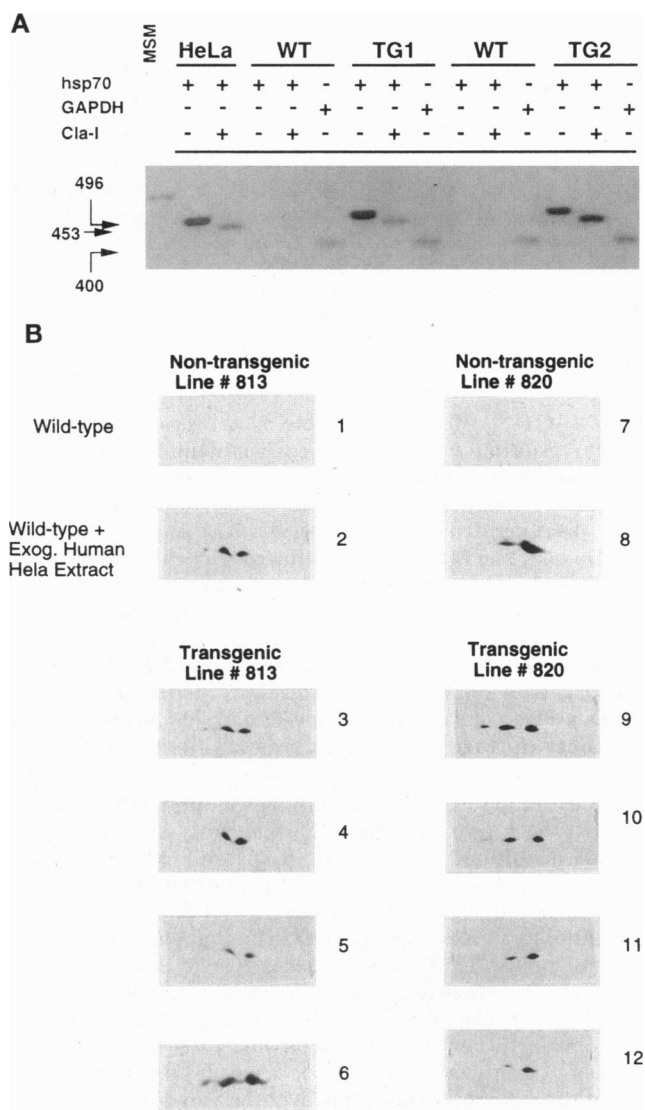 A
MSM
HeLa WT TG1 WT TG2
hsp70 + + + + - + + - + + - + + -
GAPDH - - - - + - - + - - + - - +
Cla-I - + - + - - + - - + - - + -
496
453
400
B
Non-transgenic
Line # 813
Non-transgenic
Line # 820
Wild-type
1
7
Wild-type +
Exog. Human
Hela Extract
2
8
Transgenic
Line # 813
Transgenic
Line # 820
3
9
4
10
5
11
6
12